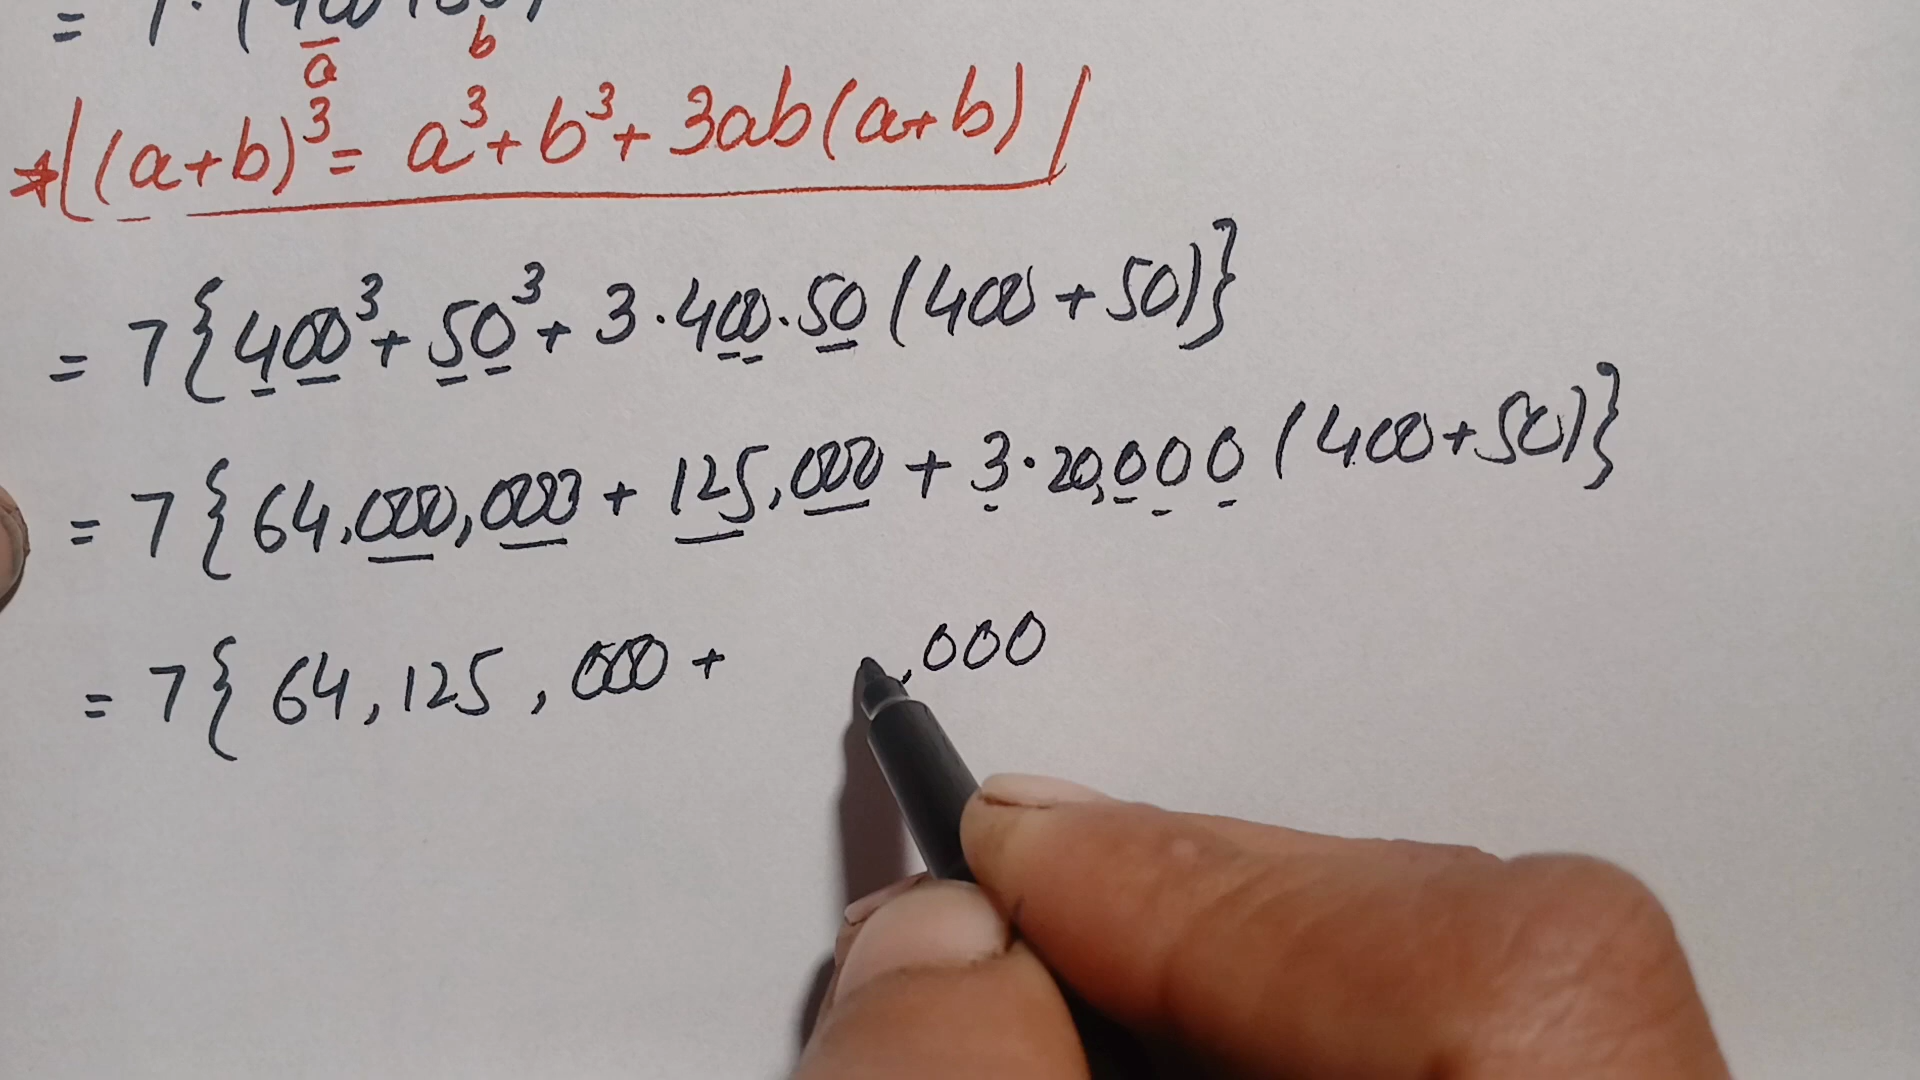 a b
*(a+b)³ = a³ + b³ + 3ab(a+b)
= 7{400³ + 50³ + 3·400·50(400+50)}
= 7{64,000,000 + 125,000 + 3·20,000(400+50)}
= 7{64,125,000 + ,000